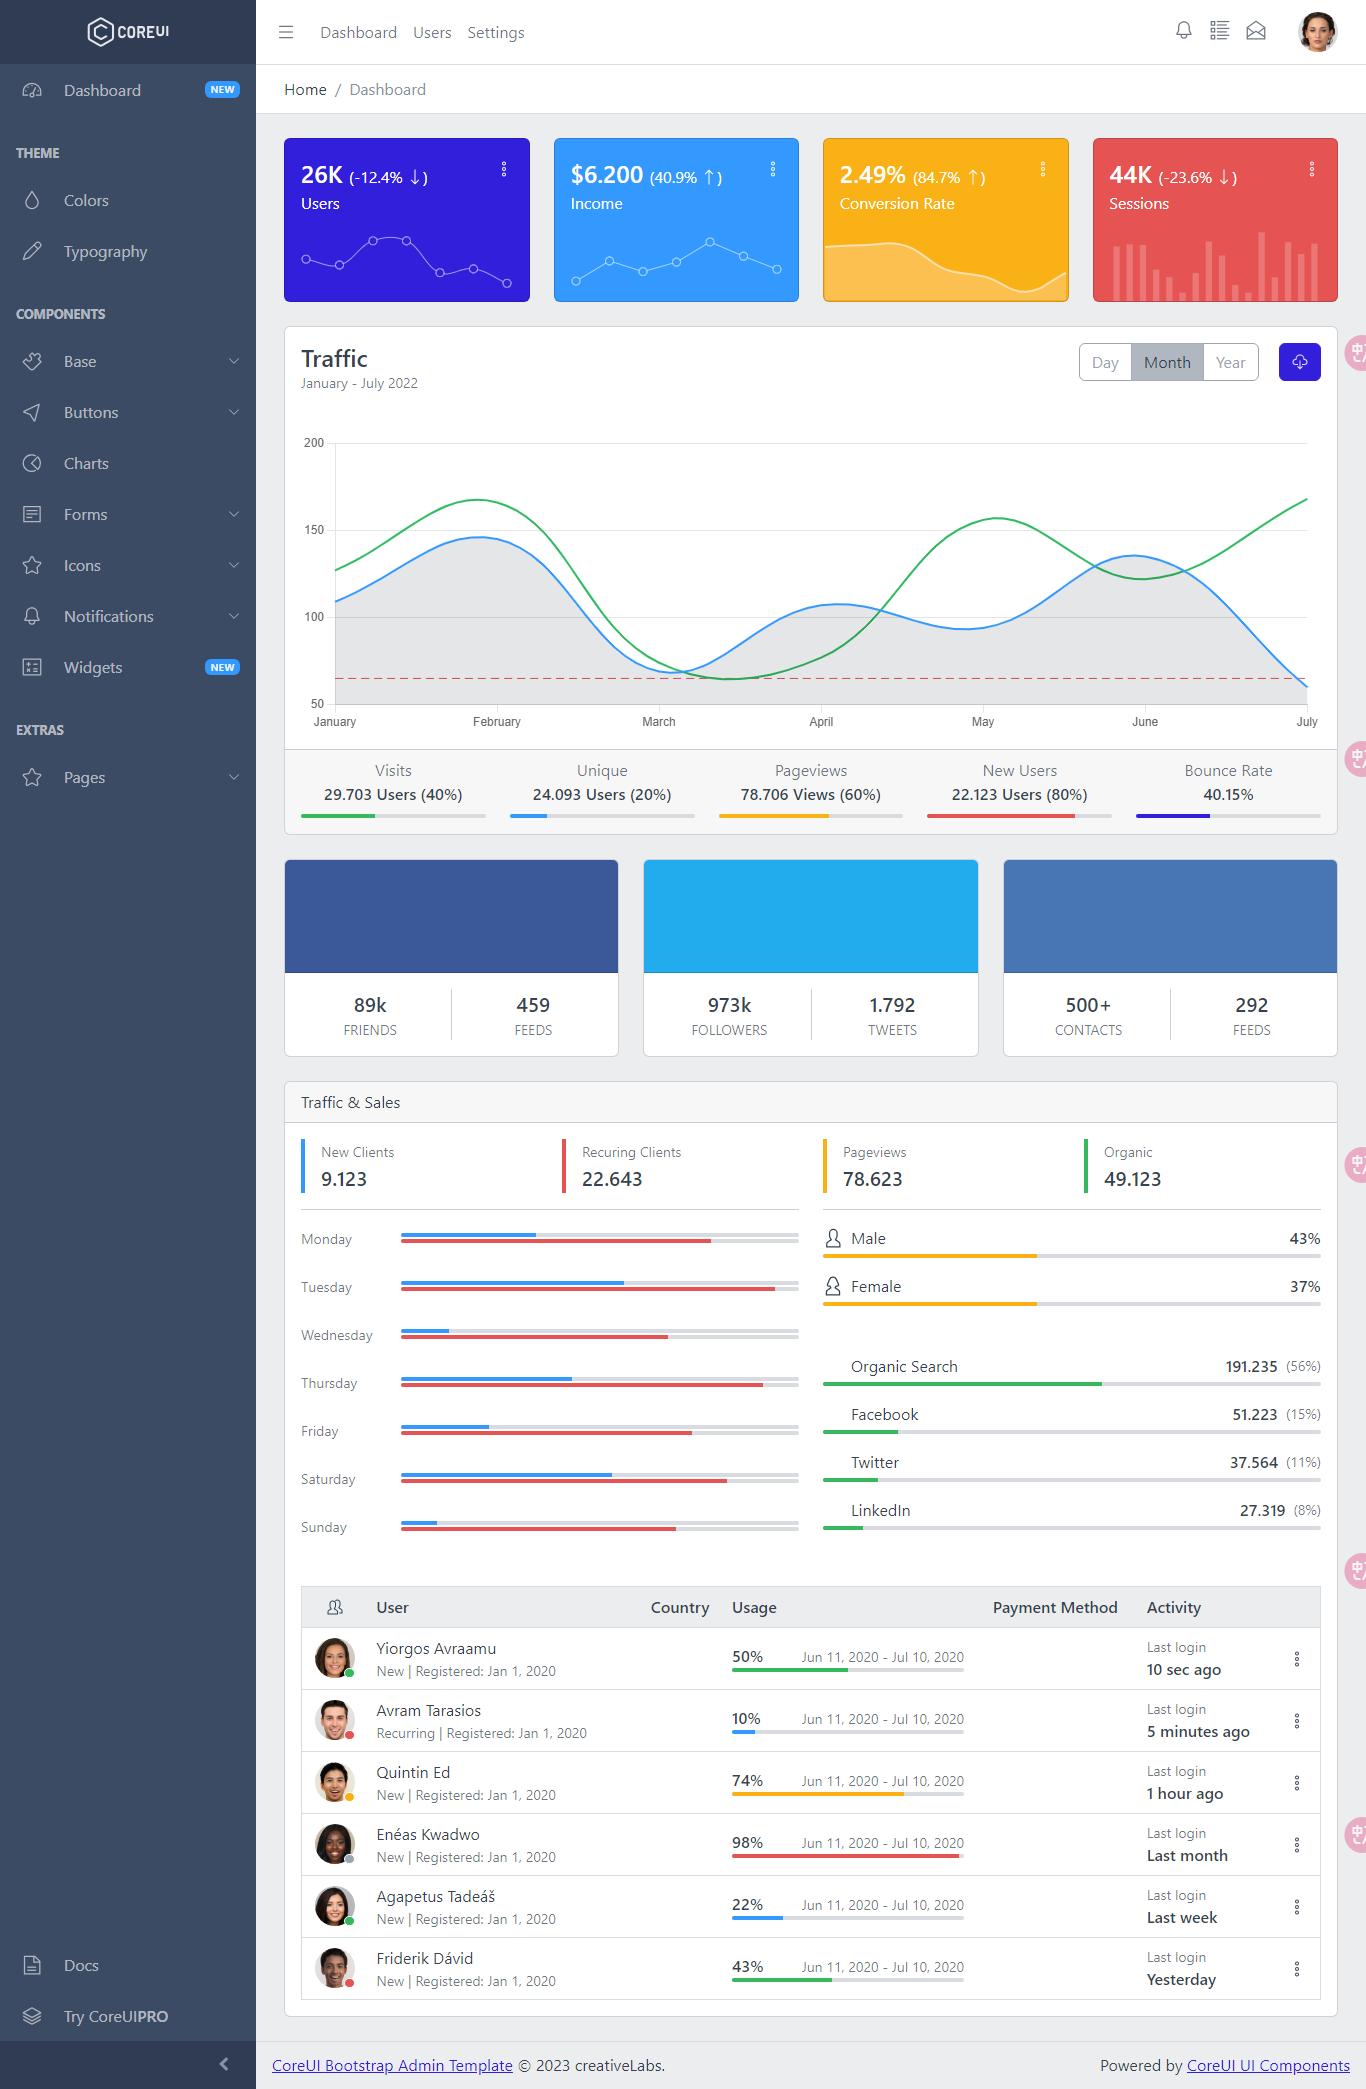 COREUI
Dashboard NEW
THEME
Colors
Typography
COMPONENTS
Base
Buttons
Charts
Forms
Icons
Notifications
Widgets NEW
EXTRAS
Pages
Docs
Try CoreUIPRO
Dashboard Users Settings
Home / Dashboard
26K (-12.4% ↓)
Users
$6.200 (40.9% ↑)
Income
2.49% (84.7% ↑)
Conversion Rate
44K (-23.6% ↓)
Sessions
Traffic
January - July 2022
Day Month Year
200
150
100
50
January February March April May June July
Visits
29.703 Users (40%)
Unique
24.093 Users (20%)
Pageviews
78.706 Views (60%)
New Users
22.123 Users (80%)
Bounce Rate
40.15%
89k
FRIENDS
459
FEEDS
973k
FOLLOWERS
1.792
TWEETS
500+
CONTACTS
292
FEEDS
Traffic & Sales
New Clients
9.123
Recuring Clients
22.643
Pageviews
78.623
Organic
49.123
Monday
Tuesday
Wednesday
Thursday
Friday
Saturday
Sunday
Male 43%
Female 37%
Organic Search 191.235 (56%)
Facebook 51.223 (15%)
Twitter 37.564 (11%)
LinkedIn 27.319 (8%)
User Country Usage Payment Method Activity
Yiorgos Avraamu
New | Registered: Jan 1, 2020
50% Jun 11, 2020 - Jul 10, 2020
Last login
10 sec ago
Avram Tarasios
Recurring | Registered: Jan 1, 2020
10% Jun 11, 2020 - Jul 10, 2020
Last login
5 minutes ago
Quintin Ed
New | Registered: Jan 1, 2020
74% Jun 11, 2020 - Jul 10, 2020
Last login
1 hour ago
Enéas Kwadwo
New | Registered: Jan 1, 2020
98% Jun 11, 2020 - Jul 10, 2020
Last login
Last month
Agapetus Tadeáš
New | Registered: Jan 1, 2020
22% Jun 11, 2020 - Jul 10, 2020
Last login
Last week
Friderik Dávid
New | Registered: Jan 1, 2020
43% Jun 11, 2020 - Jul 10, 2020
Last login
Yesterday
CoreUI Bootstrap Admin Template © 2023 creativeLabs.
Powered by CoreUI UI Components